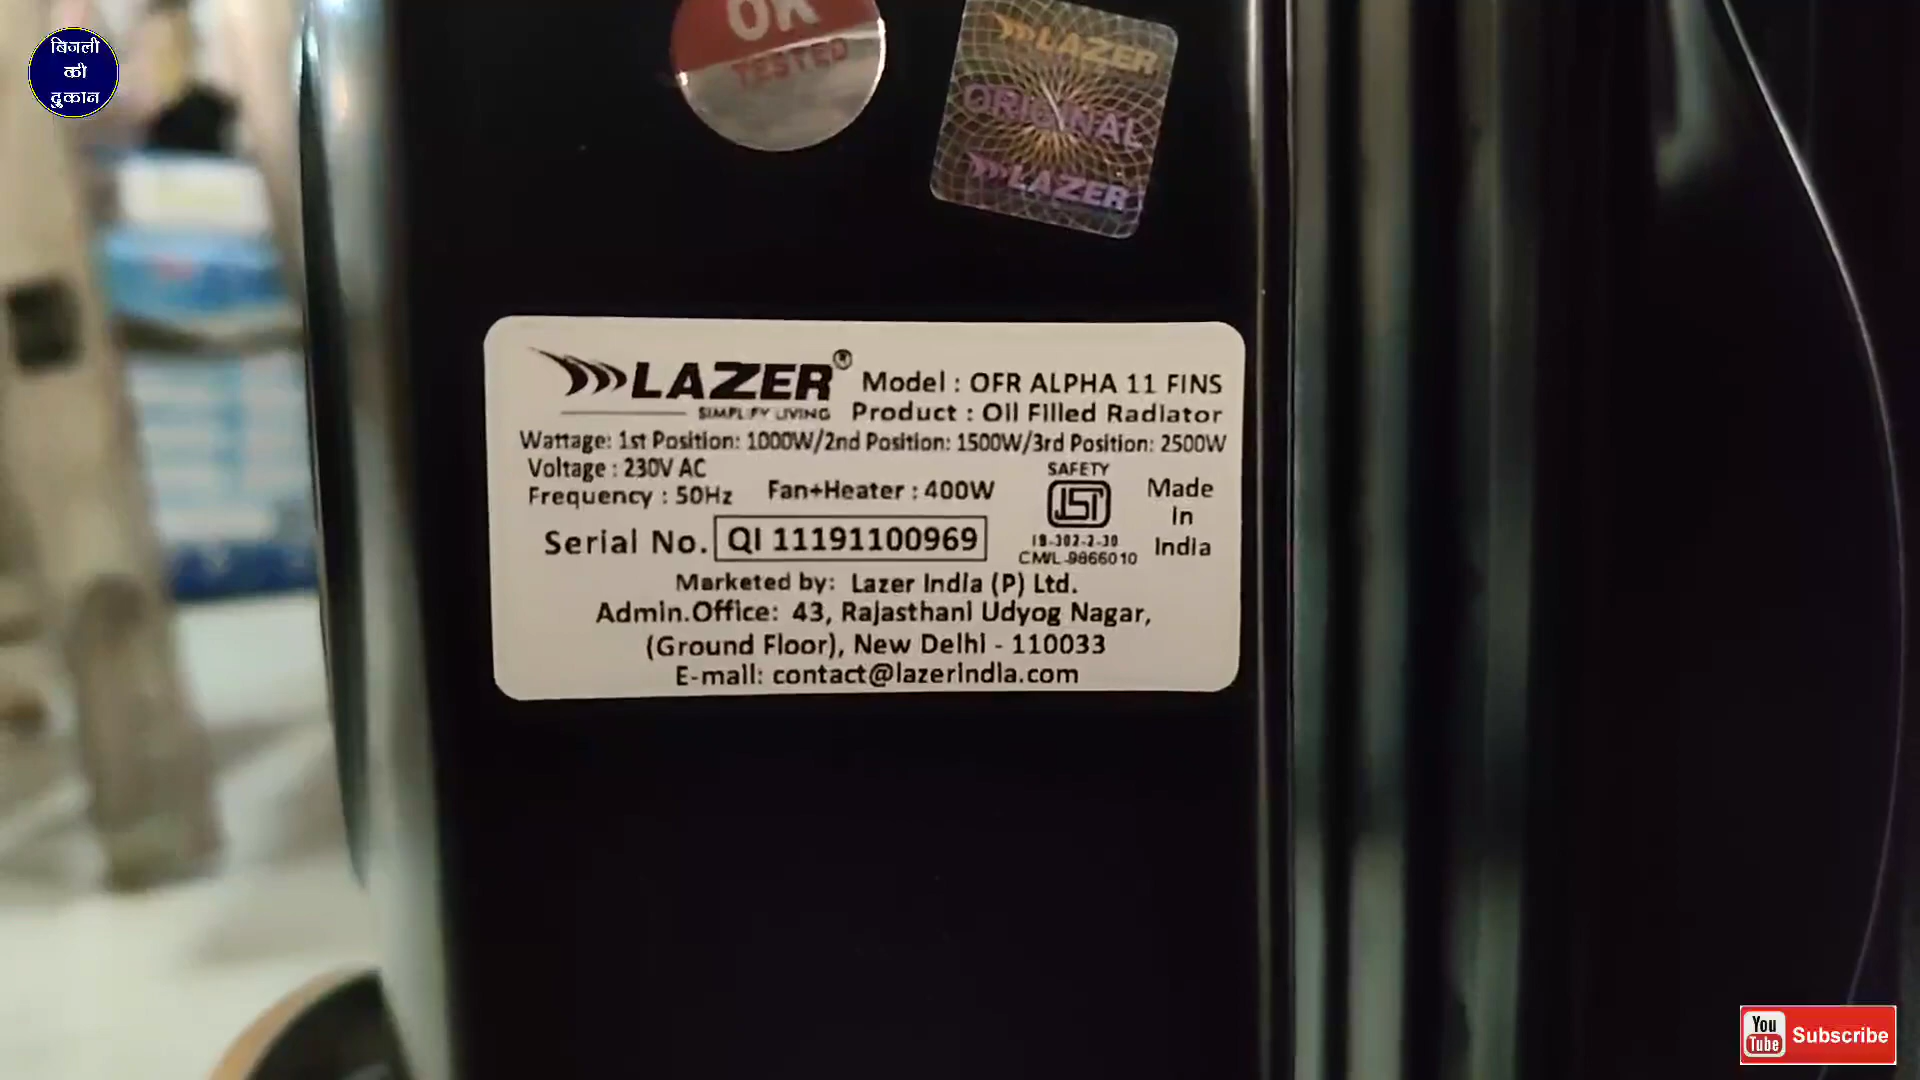 बिजली
की
दुकान
OK
TESTED
LAZER
ORIGINAL
LAZER
LAZER®
SIMPLIFY LIVING
Model : OFR ALPHA 11 FINS
Product : Oil Filled Radiator
Wattage: 1st Position: 1000W/2nd Position: 1500W/3rd Position: 2500W
Voltage : 230V AC
Frequency : 50Hz
Fan+Heater : 400W
SAFETY
ISI
IS-302-2-30
CM/L-9866010
Made
In
India
Serial No. QI 11191100969
Marketed by: Lazer India (P) Ltd.
Admin.Office: 43, Rajasthani Udyog Nagar,
(Ground Floor), New Delhi - 110033
E-mail: contact@lazerindia.com
You
Tube
Subscribe